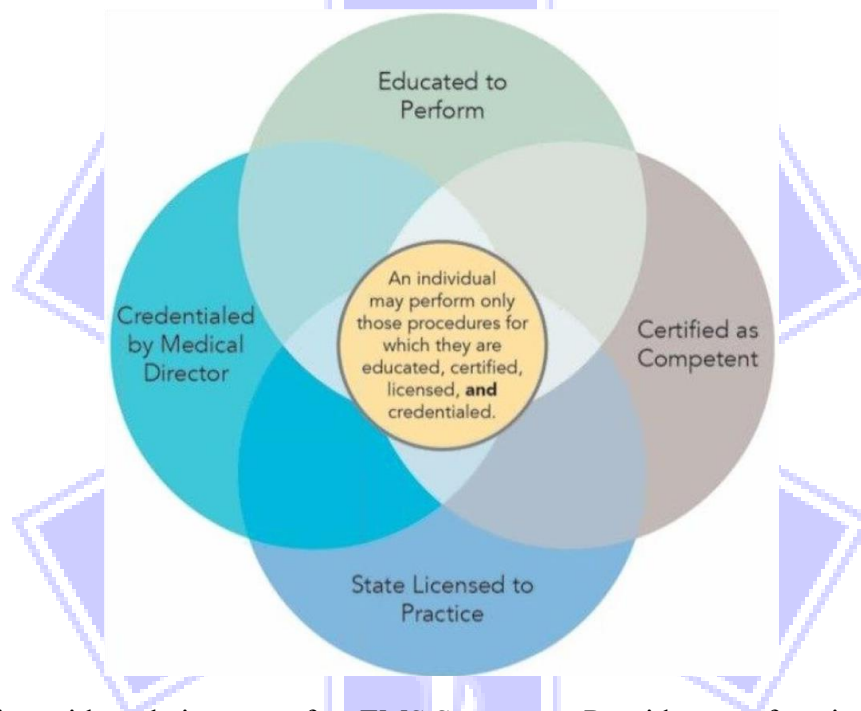 Educated to
Perform
Credentialed
by Medical
Director
An individual
may perform only
those procedures for
which they are
educated, certified,
licensed, and
credentialed.
Certified as
Competent
State Licensed to
Practice